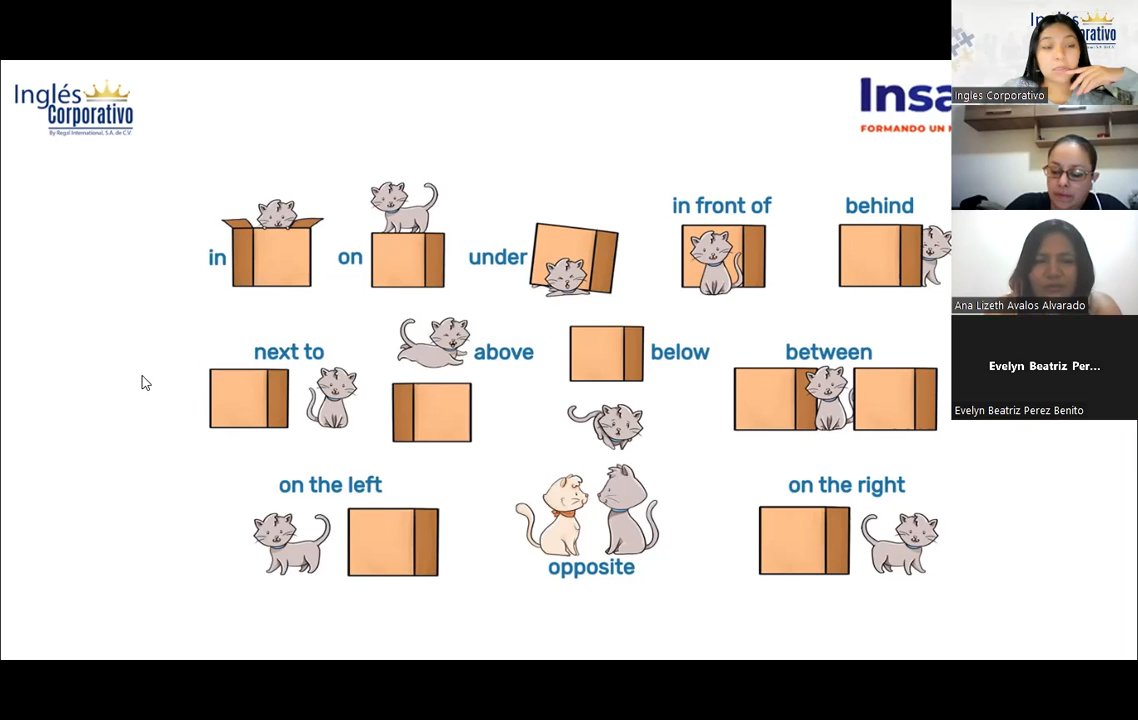 Inglés
Corporativo
By Regal International, S.A. de C.V.
Insa
FORMANDO UN
in
on
under
in front of
behind
next to
above
below
between
on the left
opposite
on the right
Ingles Corporativo
Ana Lizeth Avalos Alvarado
Evelyn Beatriz Per...
Evelyn Beatriz Perez Benito